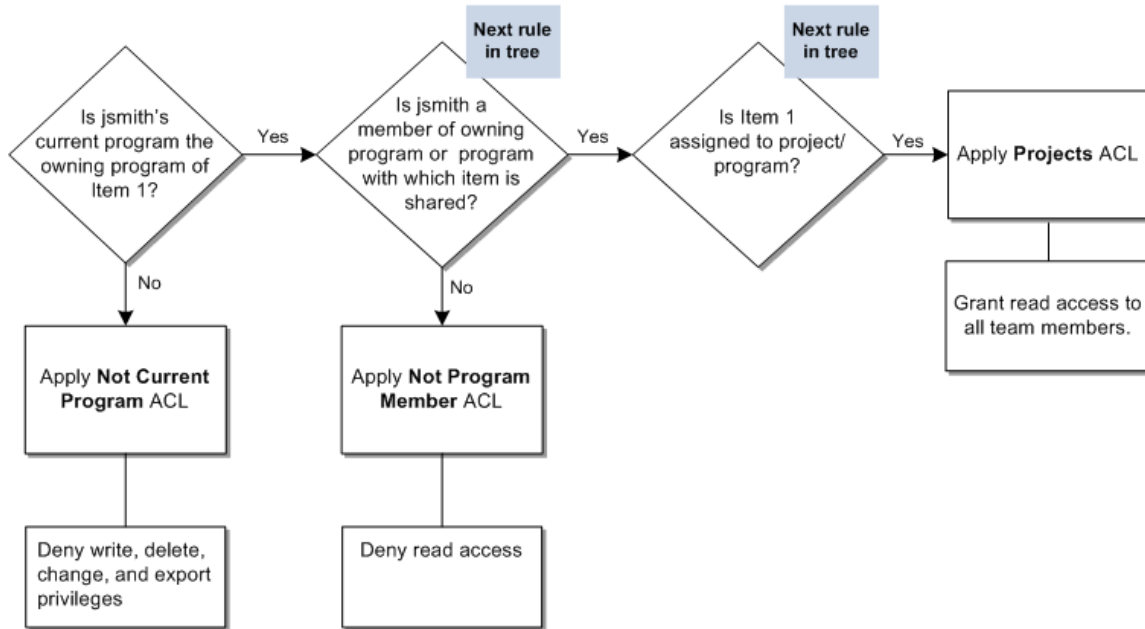 Next rule
in tree
Next rule
in tree
Is jsmith's
current program the
owning program of
Item 1?
Yes
Is jsmith a
member of owning
program or program
with which item is
shared?
Yes
Is Item 1
assigned to project/
program?
Yes
Apply Projects ACL
Grant read access to
all team members.
No
No
Apply Not Current
Program ACL
Apply Not Program
Member ACL
Deny write, delete,
change, and export
privileges
Deny read access